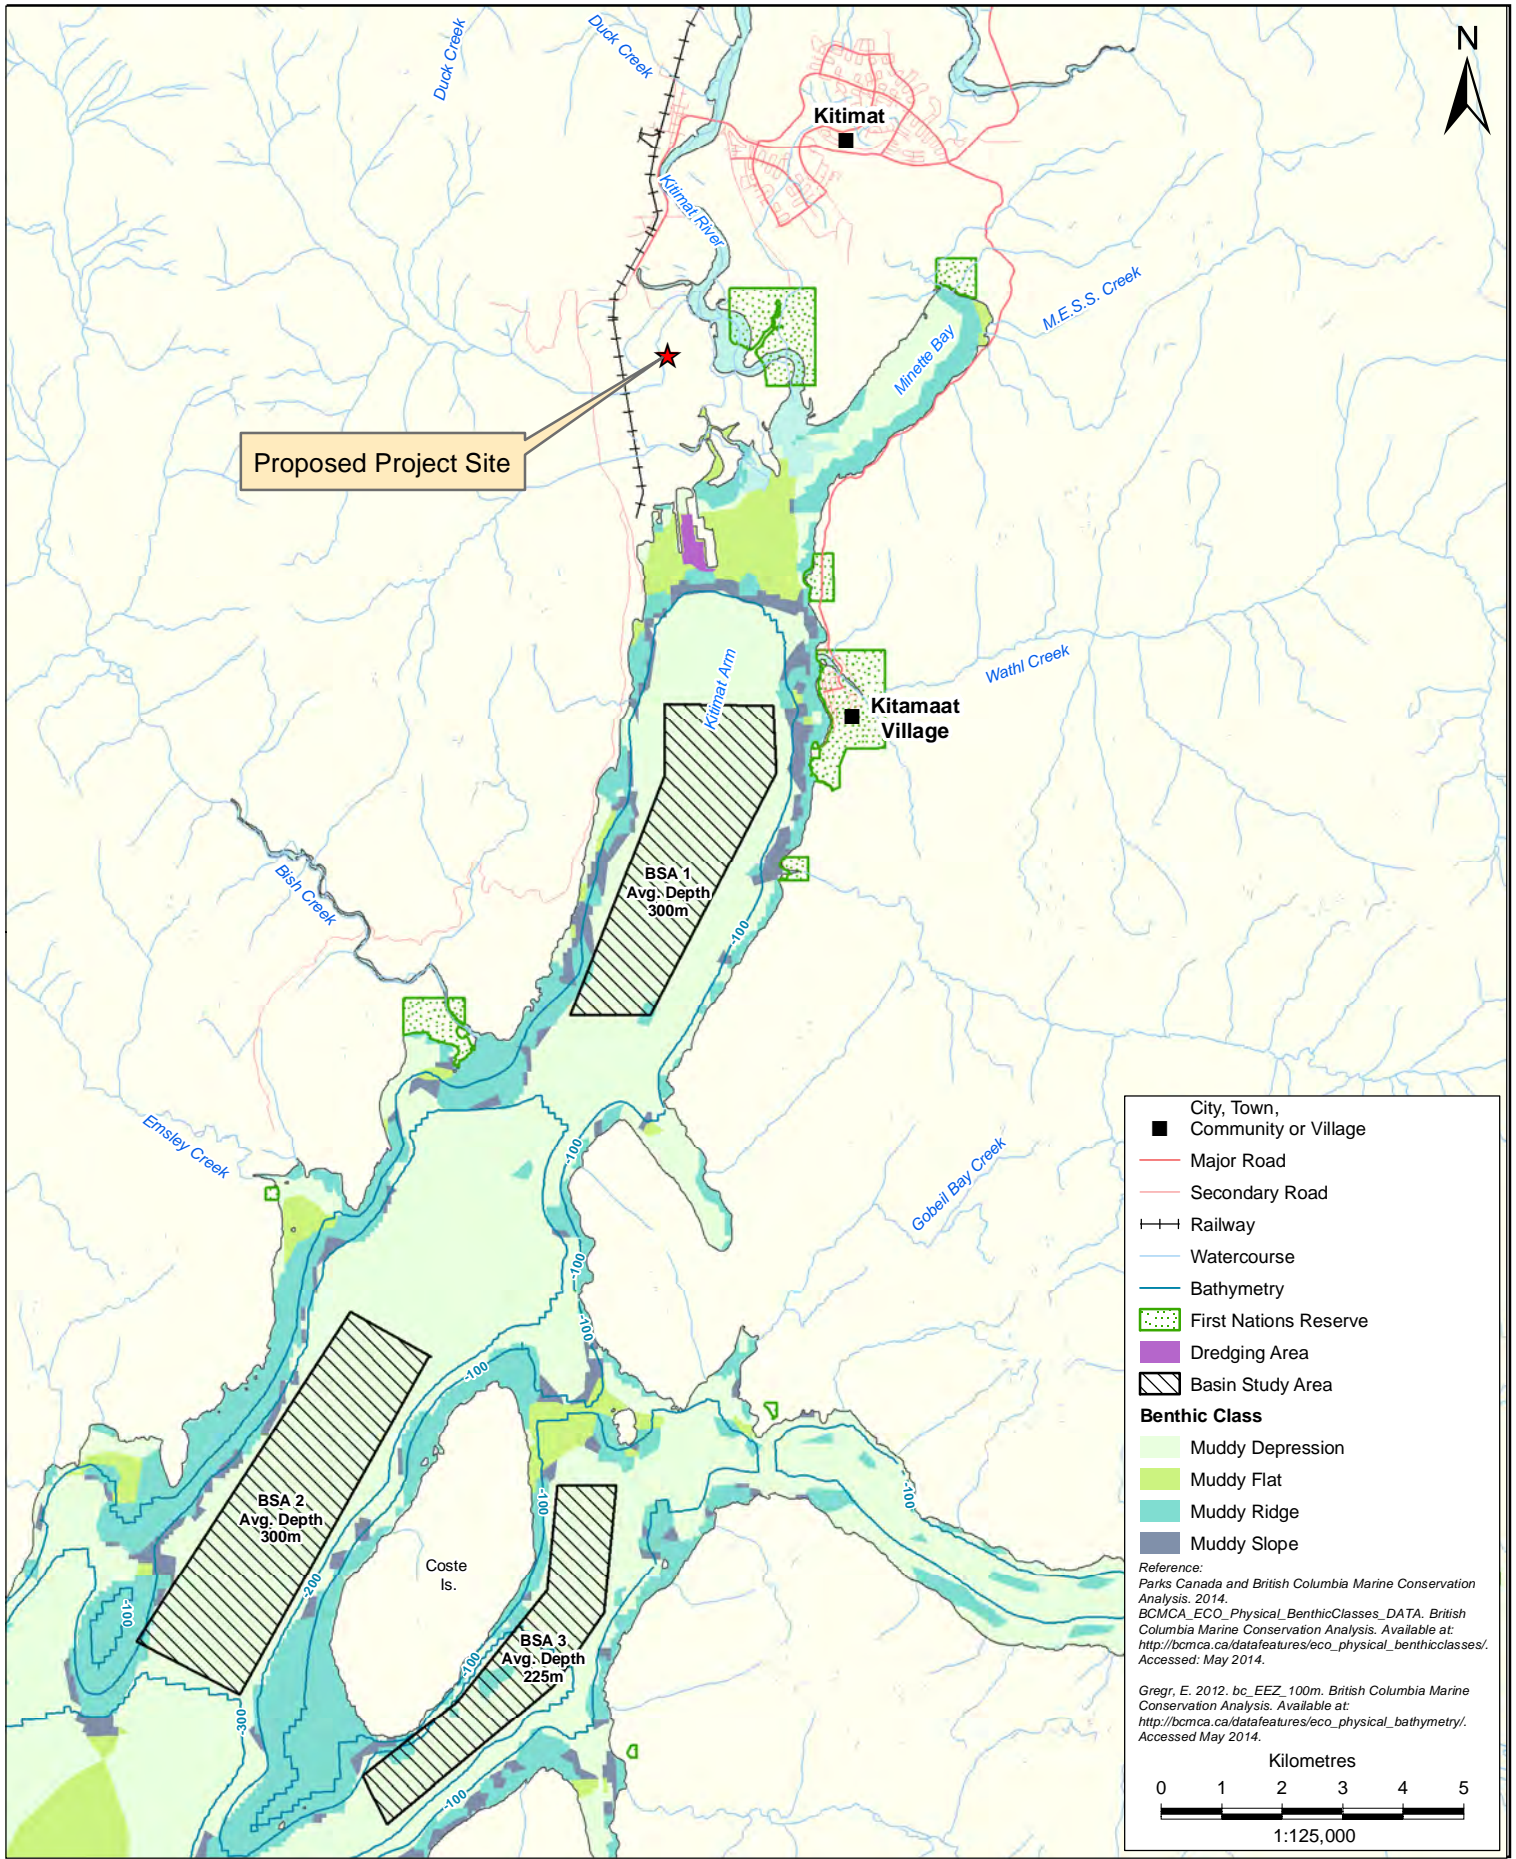 Duck Creek
Duck Creek
N
Kitimat
Kitimat River
M.E.S.S. Creek
Minette Bay
Proposed Project Site
Kitimat Arm
Wathl Creek
Kitamaat
Village
BSA 1
Avg. Depth
300m
-100
Bish Creek
Emsley Creek
-100
Gobeil Bay Creek
-100
-100
-100
BSA 2
Avg. Depth
300m
-100
-100
Coste
Is.
-200
-100
BSA 3
Avg. Depth
225m
-100
-300
-100
City, Town,
Community or Village
Major Road
Secondary Road
Railway
Watercourse
Bathymetry
First Nations Reserve
Dredging Area
Basin Study Area
Benthic Class
Muddy Depression
Muddy Flat
Muddy Ridge
Muddy Slope
Reference:
Parks Canada and British Columbia Marine Conservation
Analysis. 2014.
BCMCA_ECO_Physical_BenthicClasses_DATA. British
Columbia Marine Conservation Analysis. Available at:
http://bcmca.ca/datafeatures/eco_physical_benthicclasses/.
Accessed: May 2014.
Gregr, E. 2012. bc_EEZ_100m. British Columbia Marine
Conservation Analysis. Available at:
http://bcmca.ca/datafeatures/eco_physical_bathymetry/.
Accessed May 2014.
Kilometres
0 1 2 3 4 5
1:125,000